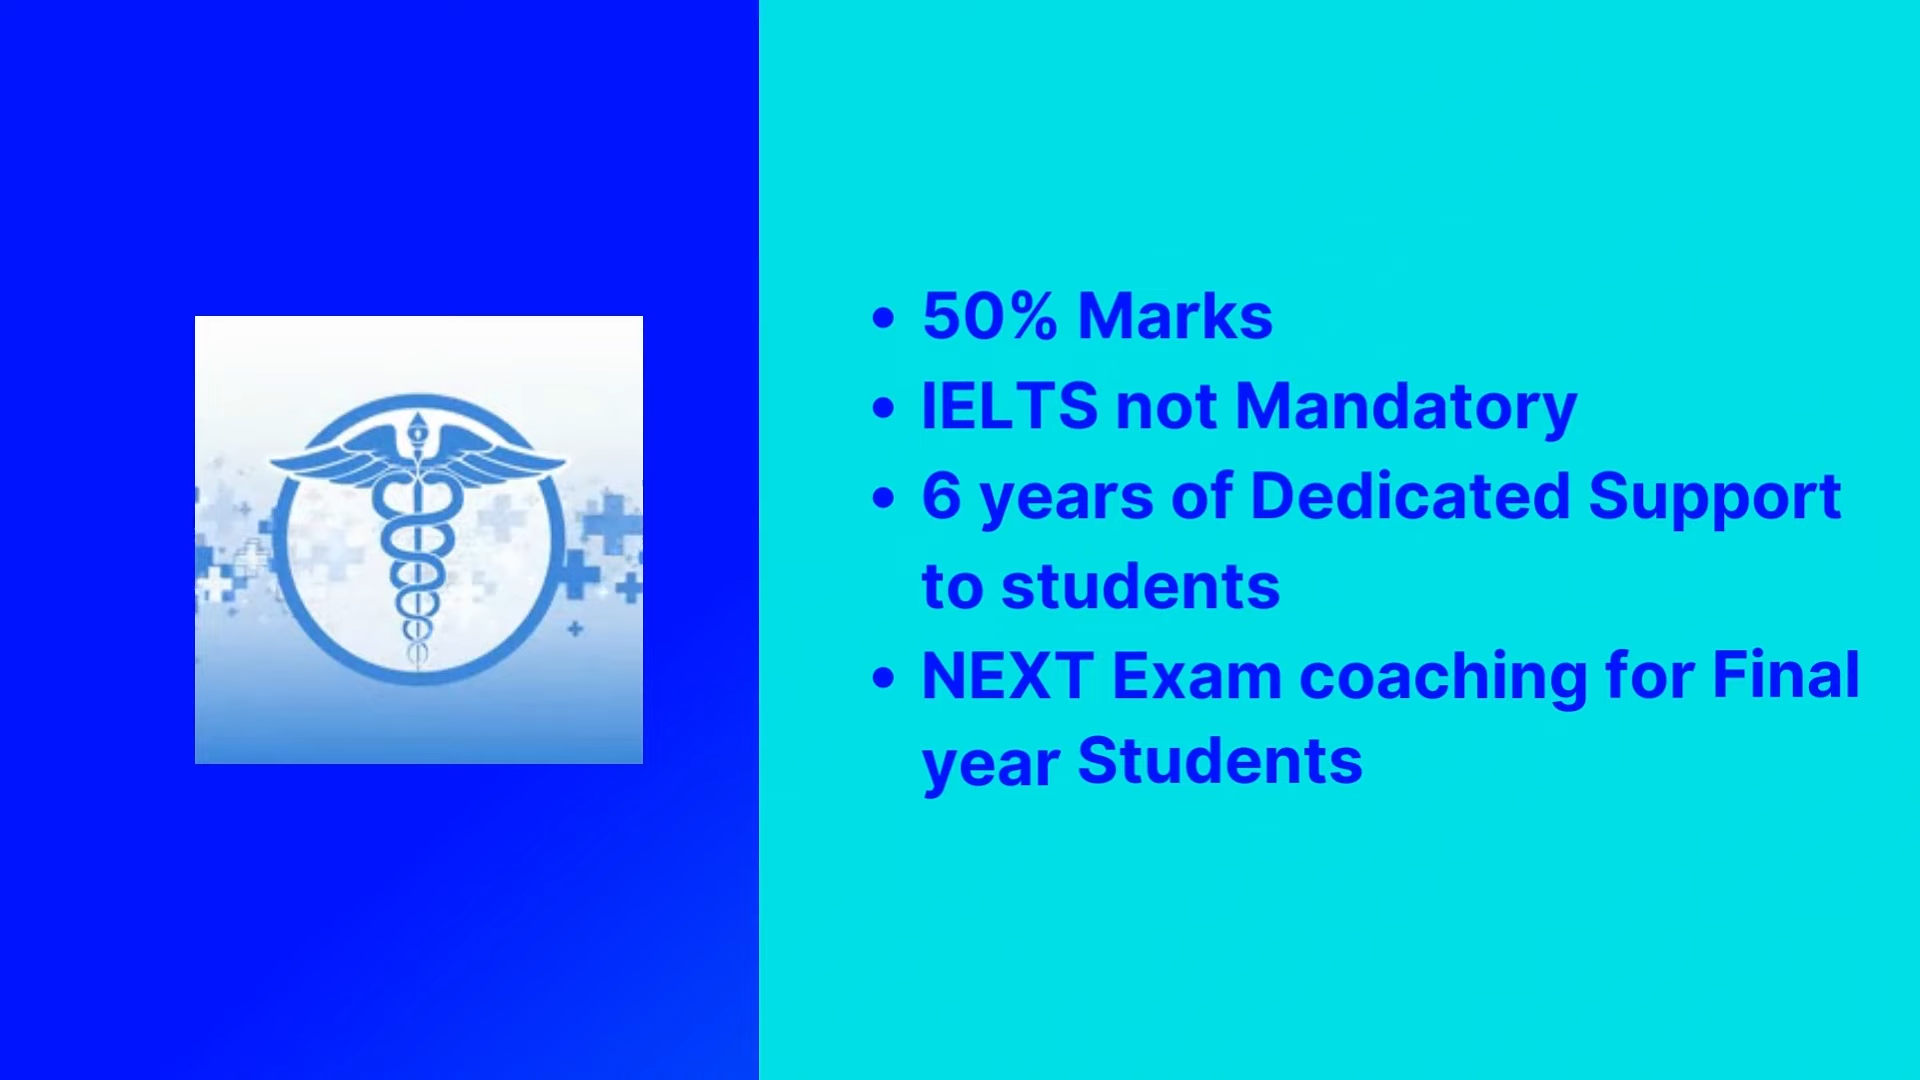 • 50% Marks
• IELTS not Mandatory
• 6 years of Dedicated Support
to students
• NEXT Exam coaching for Final
year Students